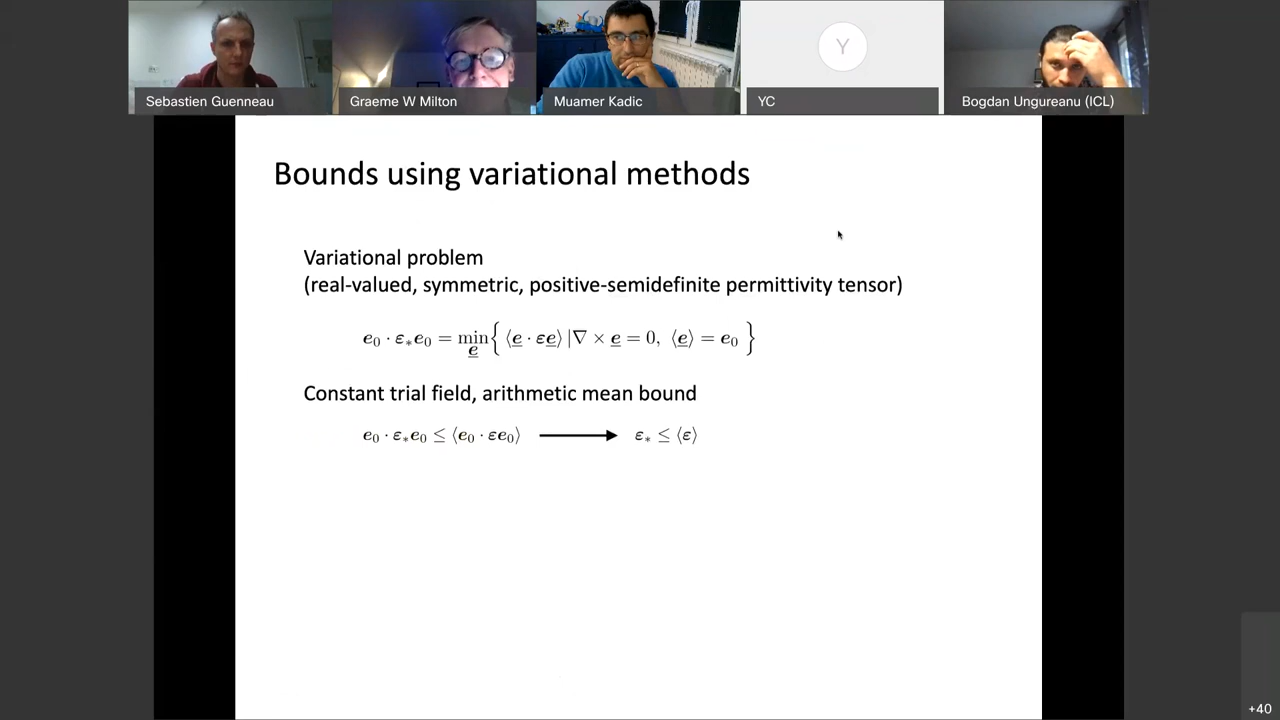 Y
Sebastien Guenneau
Graeme W Milton
Muamer Kadic
YC
Bogdan Ungureanu (ICL)
Bounds using variational methods
Variational problem
(real-valued, symmetric, positive-semidefinite permittivity tensor)
e₀ · ε∗e₀ = min_e { ⟨e · εe⟩ |∇ × e = 0, ⟨e⟩ = e₀ }
Constant trial field, arithmetic mean bound
e₀ · ε∗e₀ ≤ ⟨e₀ · εe₀⟩ ⟶ ε∗ ≤ ⟨ε⟩
+40